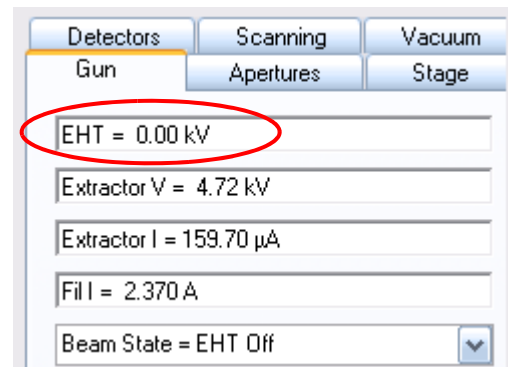 Detectors Scanning Vacuum
Gun Apertures Stage
EHT = 0.00 kV
Extractor V = 4.72 kV
Extractor I = 159.70 µA
Fil I = 2.370 A
Beam State = EHT Off